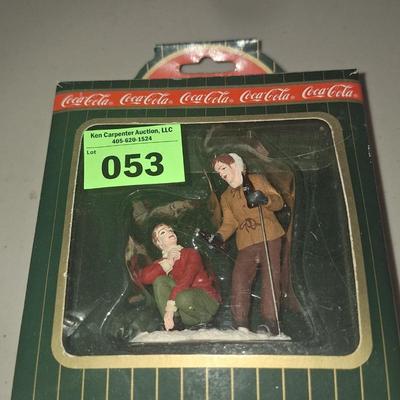 Coca-Cola Coca-Cola Coca-Cola Coca-Cola Coca-Cola
Ken Carpenter Auction, LLC
405-620-1524
Lot
053